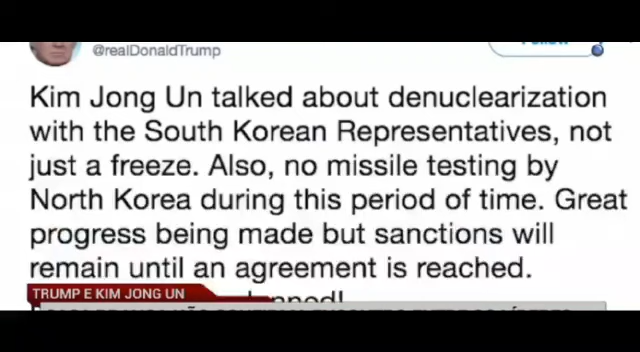 @realDonaldTrump
Kim Jong Un talked about denuclearization
with the South Korean Representatives, not
just a freeze. Also, no missile testing by
North Korea during this period of time. Great
progress being made but sanctions will
remain until an agreement is reached.
TRUMP E KIM JONG UN